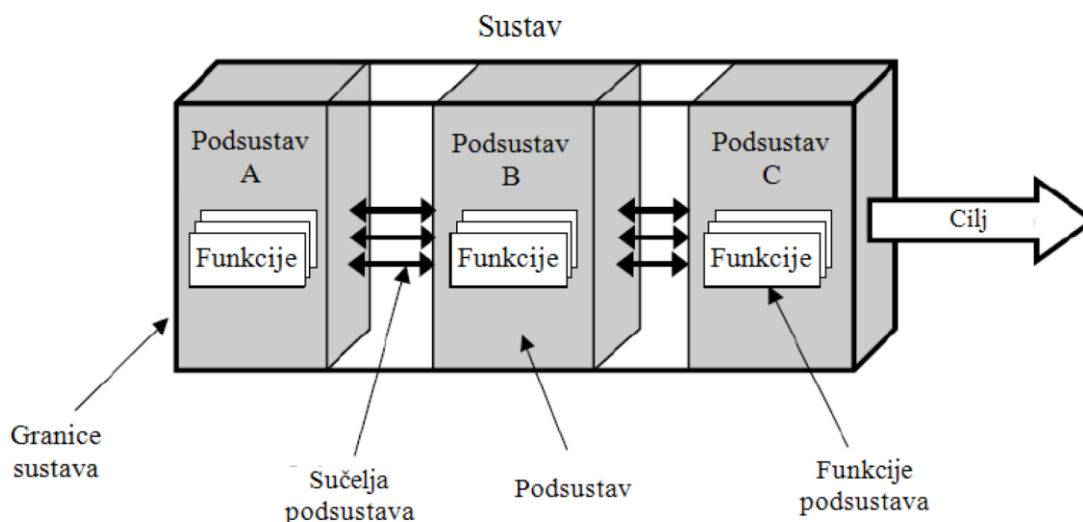 Sustav
Podsustav
A
Podsustav
B
Podsustav
C
Funkcije
Funkcije
Funkcije
Cilj
Granice
sustava
Sučelja
podsustava
Podsustav
Funkcije
podsustava